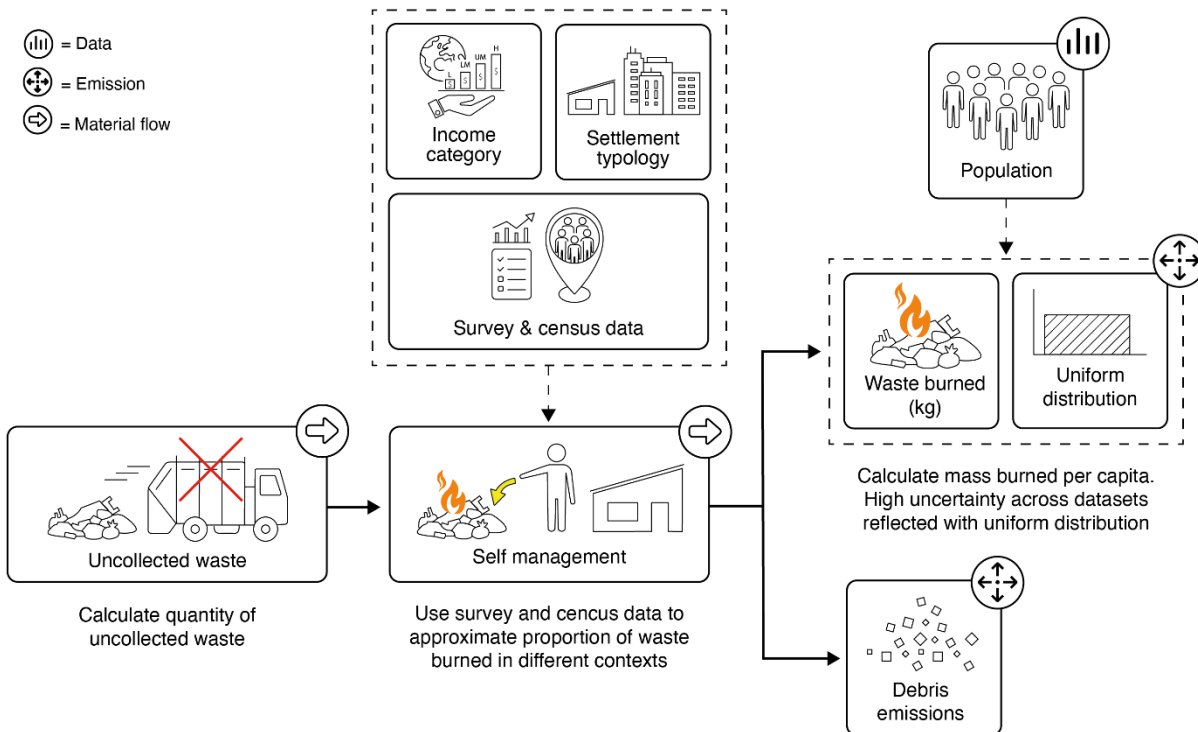 = Data
= Emission
= Material flow
L
LM
UM
H
$
$
$
$
Income
category
Settlement
typology
Survey & census data
Population
Waste burned
(kg)
Uniform
distribution
Calculate mass burned per capita.
High uncertainty across datasets
reflected with uniform distribution
Uncollected waste
Calculate quantity of
uncollected waste
Self management
Use survey and cencus data to
approximate proportion of waste
burned in different contexts
Debris
emissions